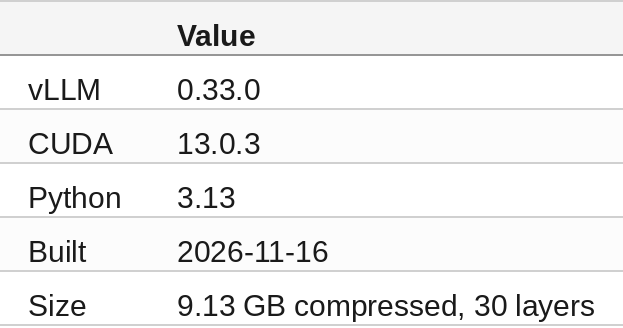 Value
vLLM 0.33.0
CUDA 13.0.3
Python 3.13
Built 2026-11-16
Size 9.13 GB compressed, 30 layers